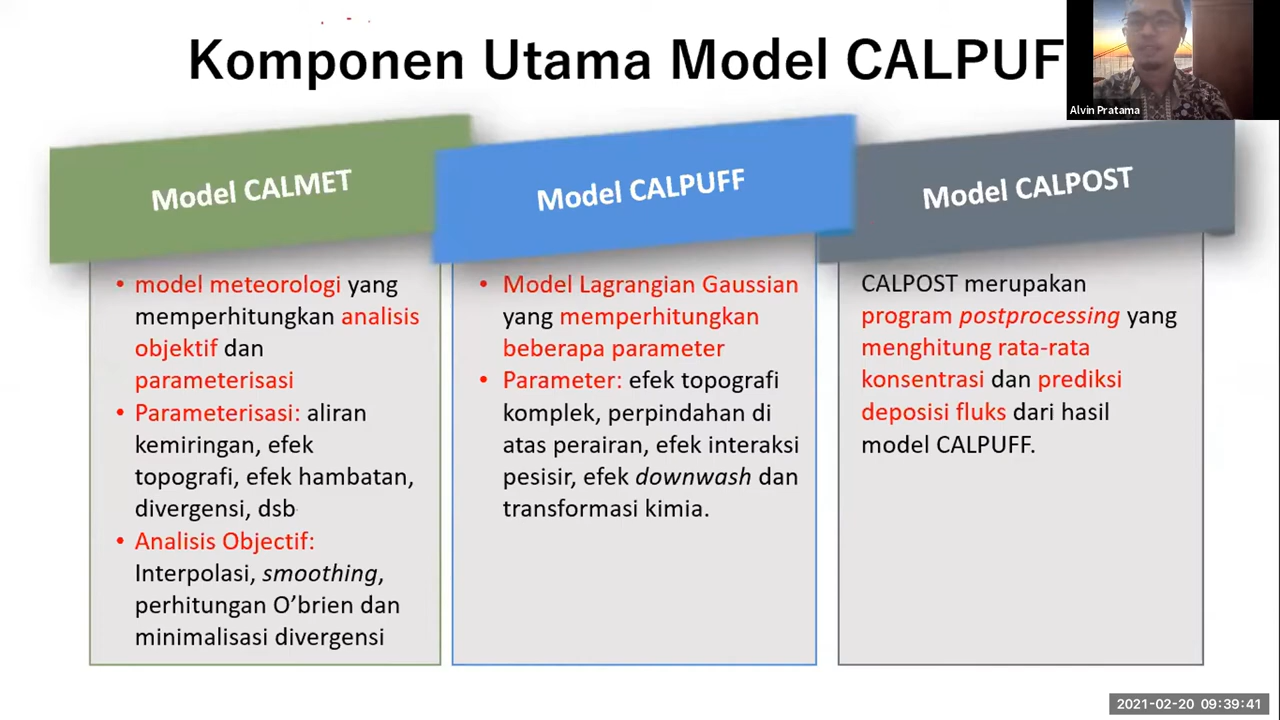 Komponen Utama Model CALPUF
Alvin Pratama
Model CALMET
Model CALPUFF
Model CALPOST
• model meteorologi yang
memperhitungkan analisis
objektif dan
parameterisasi
• Parameterisasi: aliran
kemiringan, efek
topografi, efek hambatan,
divergensi, dsb
• Analisis Objectif:
Interpolasi, smoothing,
perhitungan O’brien dan
minimalisasi divergensi
• Model Lagrangian Gaussian
yang memperhitungkan
beberapa parameter
• Parameter: efek topografi
komplek, perpindahan di
atas perairan, efek interaksi
pesisir, efek downwash dan
transformasi kimia.
CALPOST merupakan
program postprocessing yang
menghitung rata-rata
konsentrasi dan prediksi
deposisi fluks dari hasil
model CALPUFF.
2021-02-20 09:39:41